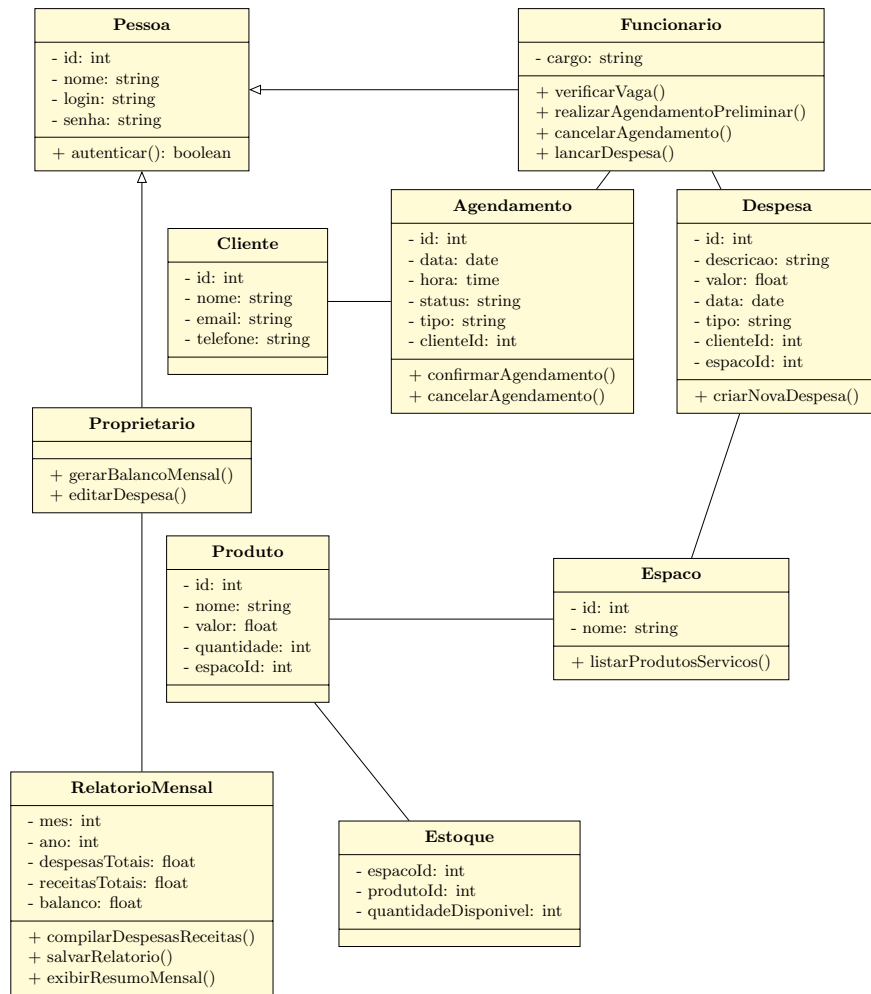 Pessoa
- id: int
- nome: string
- login: string
- senha: string
+ autenticar(): boolean
Funcionario
- cargo: string
+ verificarVaga()
+ realizarAgendamentoPreliminar()
+ cancelarAgendamento()
+ lancarDespesa()
Cliente
- id: int
- nome: string
- email: string
- telefone: string
Agendamento
- id: int
- data: date
- hora: time
- status: string
- tipo: string
- clienteId: int
+ confirmarAgendamento()
+ cancelarAgendamento()
Despesa
- id: int
- descricao: string
- valor: float
- data: date
- tipo: string
- clienteId: int
- espacoId: int
+ criarNovaDespesa()
Proprietario
+ gerarBalancoMensal()
+ editarDespesa()
Produto
- id: int
- nome: string
- valor: float
- quantidade: int
- espacoId: int
Espaco
- id: int
- nome: string
+ listarProdutosServicos()
RelatorioMensal
- mes: int
- ano: int
- despesasTotais: float
- receitasTotais: float
- balanco: float
+ compilarDespesasReceitas()
+ salvarRelatorio()
+ exibirResumoMensal()
Estoque
- espacoId: int
- produtoId: int
- quantidadeDisponivel: int